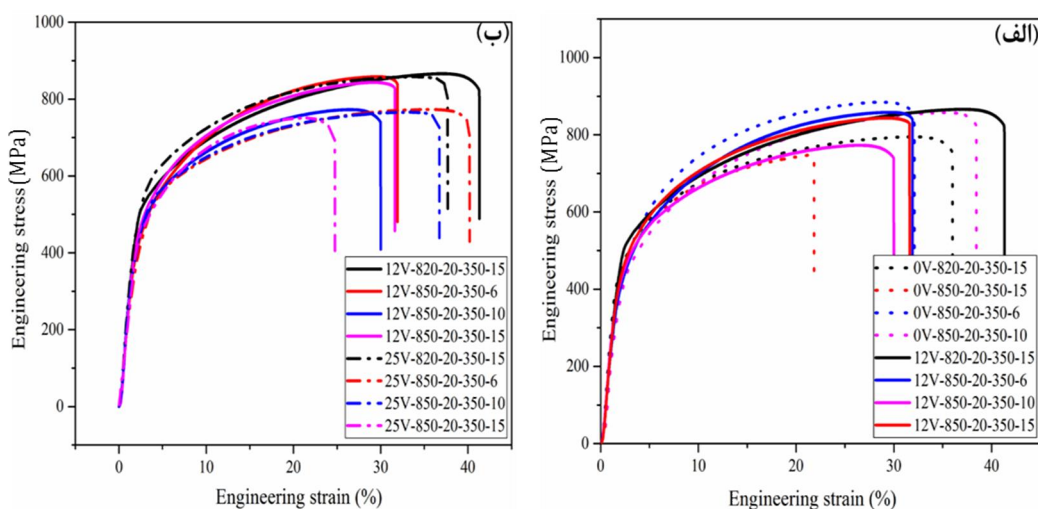 (ب)
1000
800
600
400
200
0
Engineering stress (MPa)
0
10
20
30
40
Engineering strain (%)
12V-820-20-350-15
12V-850-20-350-6
12V-850-20-350-10
12V-850-20-350-15
25V-820-20-350-15
25V-850-20-350-6
25V-850-20-350-10
25V-850-20-350-15
(الف)
1000
800
600
400
200
0
Engineering stress (MPa)
0
10
20
30
40
Engineering strain (%)
0V-820-20-350-15
0V-850-20-350-15
0V-850-20-350-6
0V-850-20-350-10
12V-820-20-350-15
12V-850-20-350-6
12V-850-20-350-10
12V-850-20-350-15